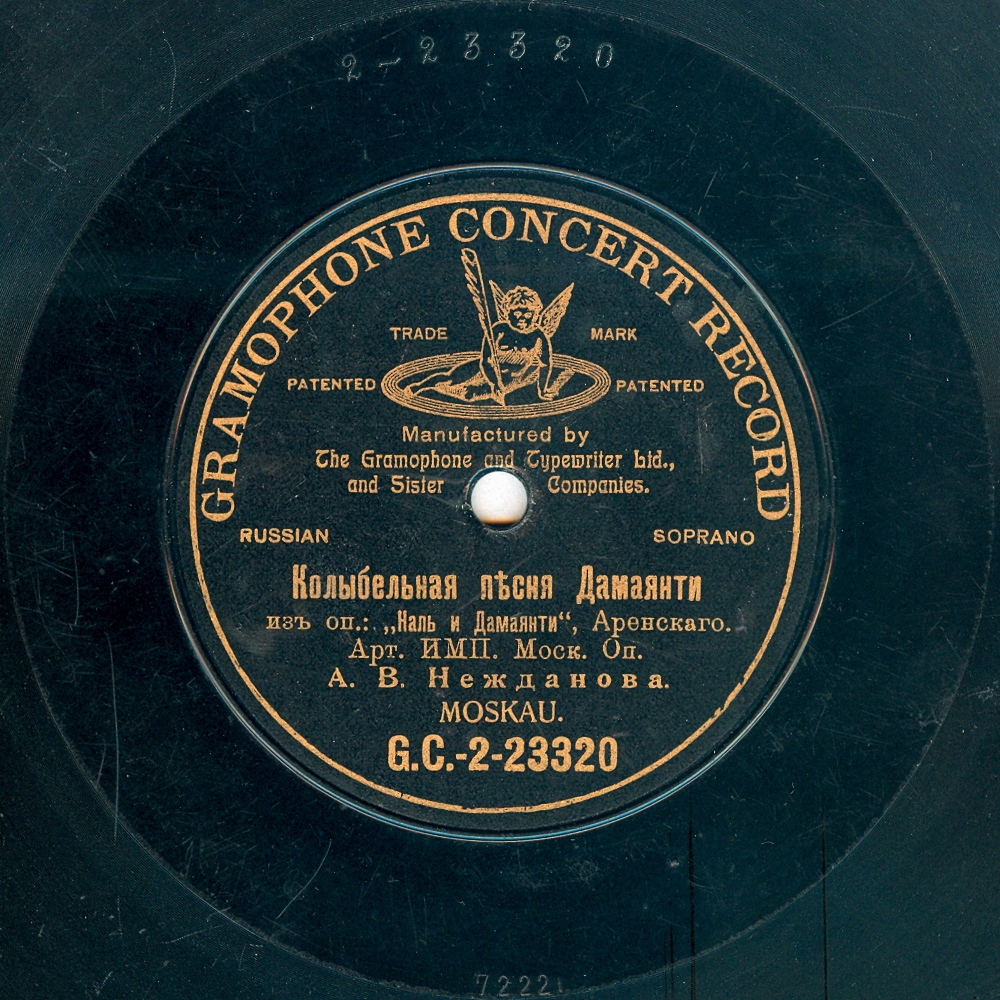 2-23320
GRAMOPHONE CONCERT RECORD
TRADE MARK
PATENTED PATENTED
Manufactured by
The Gramophone and Typewriter Ltd.,
and Sister Companies.
RUSSIAN SOPRANO
Колыбельная пѣсня Дамаянти
изъ оп.: „Наль и Дамаянти“, Аренскаго.
Арт. ИМП. Моск. Оп.
А. В. Нежданова.
MOSKAU.
G.C.-2-23320
7222l